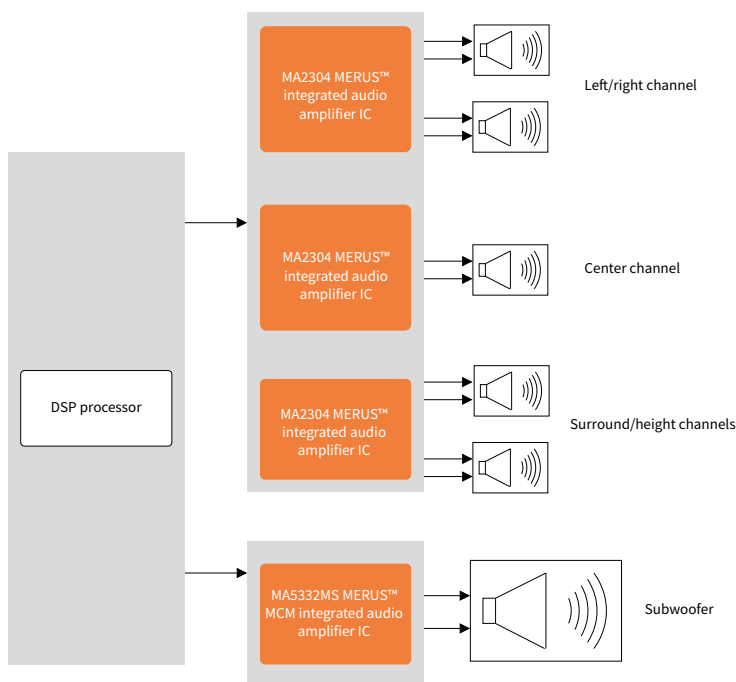 MA2304 MERUS™
integrated audio
amplifier IC
Left/right channel
MA2304 MERUS™
integrated audio
amplifier IC
Center channel
DSP processor
MA2304 MERUS™
integrated audio
amplifier IC
Surround/height channels
MA5332MS MERUS™
MCM integrated audio
amplifier IC
Subwoofer